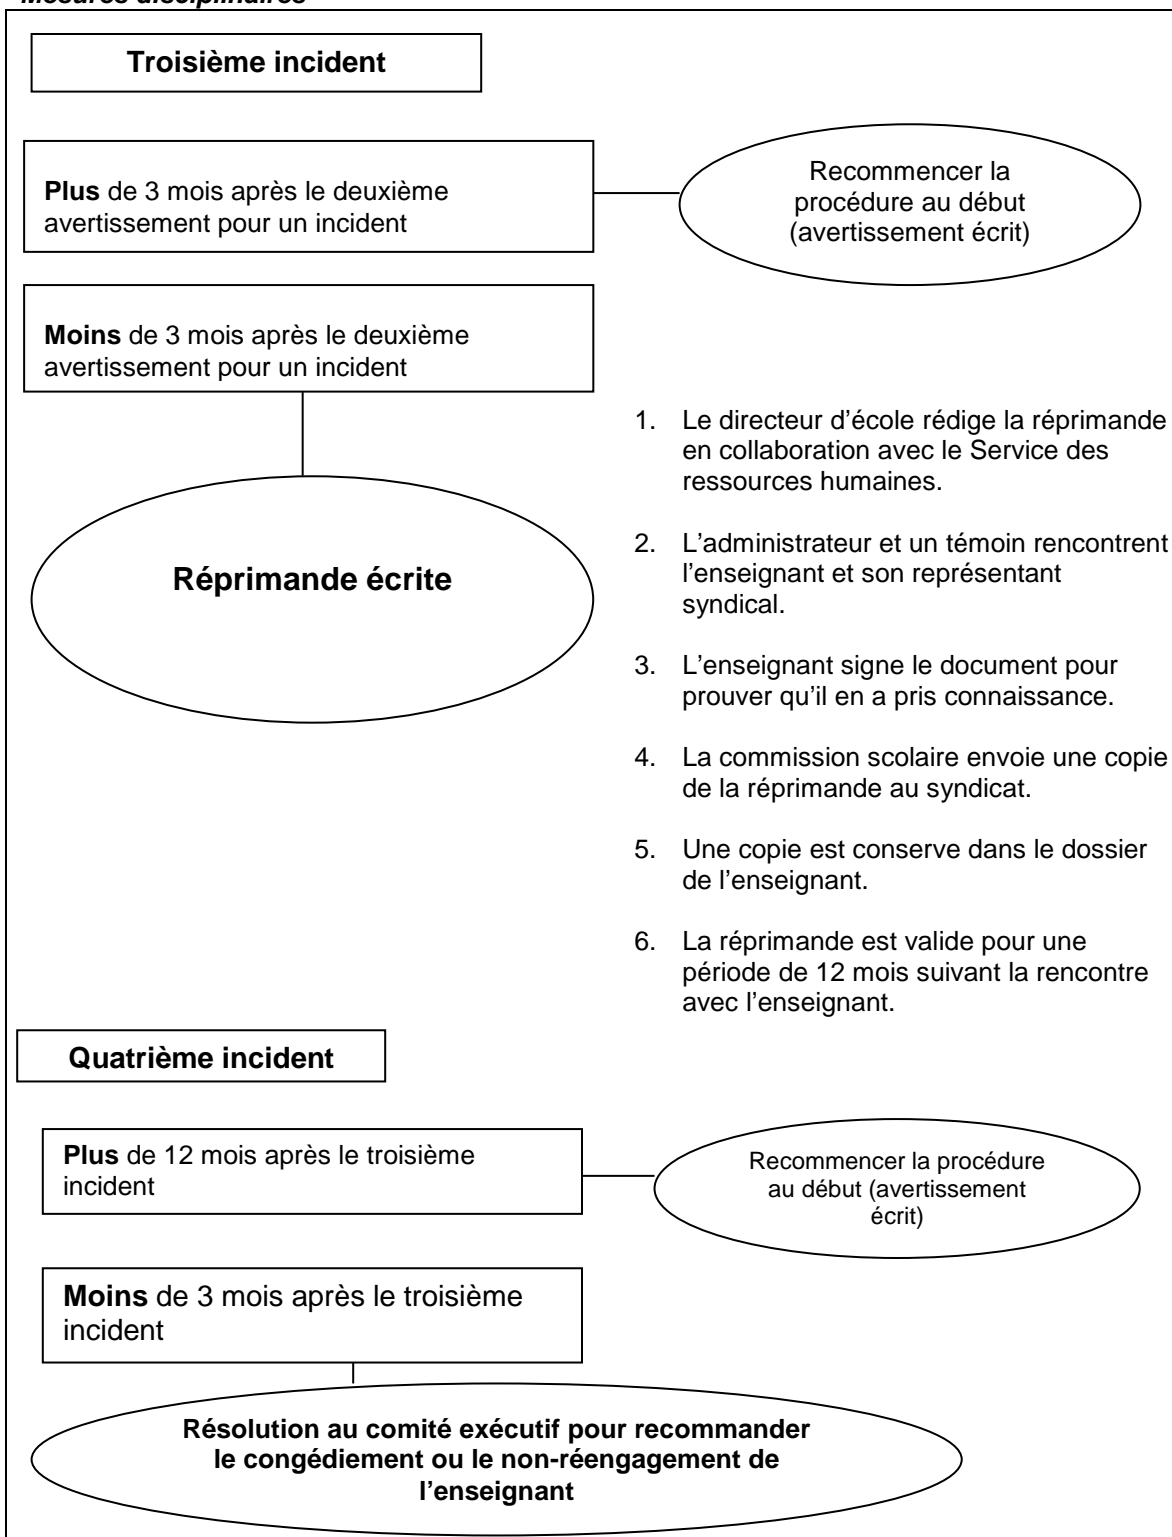 Mesures disciplinaires
Troisième incident
Plus de 3 mois après le deuxième
avertissement pour un incident
Recommencer la
procédure au début
(avertissement écrit)
Moins de 3 mois après le deuxième
avertissement pour un incident
Réprimande écrite
1. Le directeur d’école rédige la réprimande
en collaboration avec le Service des
ressources humaines.
2. L’administrateur et un témoin rencontrent
l’enseignant et son représentant
syndical.
3. L’enseignant signe le document pour
prouver qu’il en a pris connaissance.
4. La commission scolaire envoie une copie
de la réprimande au syndicat.
5. Une copie est conserve dans le dossier
de l’enseignant.
6. La réprimande est valide pour une
période de 12 mois suivant la rencontre
avec l’enseignant.
Quatrième incident
Plus de 12 mois après le troisième
incident
Recommencer la procédure
au début (avertissement
écrit)
Moins de 3 mois après le troisième
incident
Résolution au comité exécutif pour recommander
le congédiement ou le non-réengagement de
l’enseignant